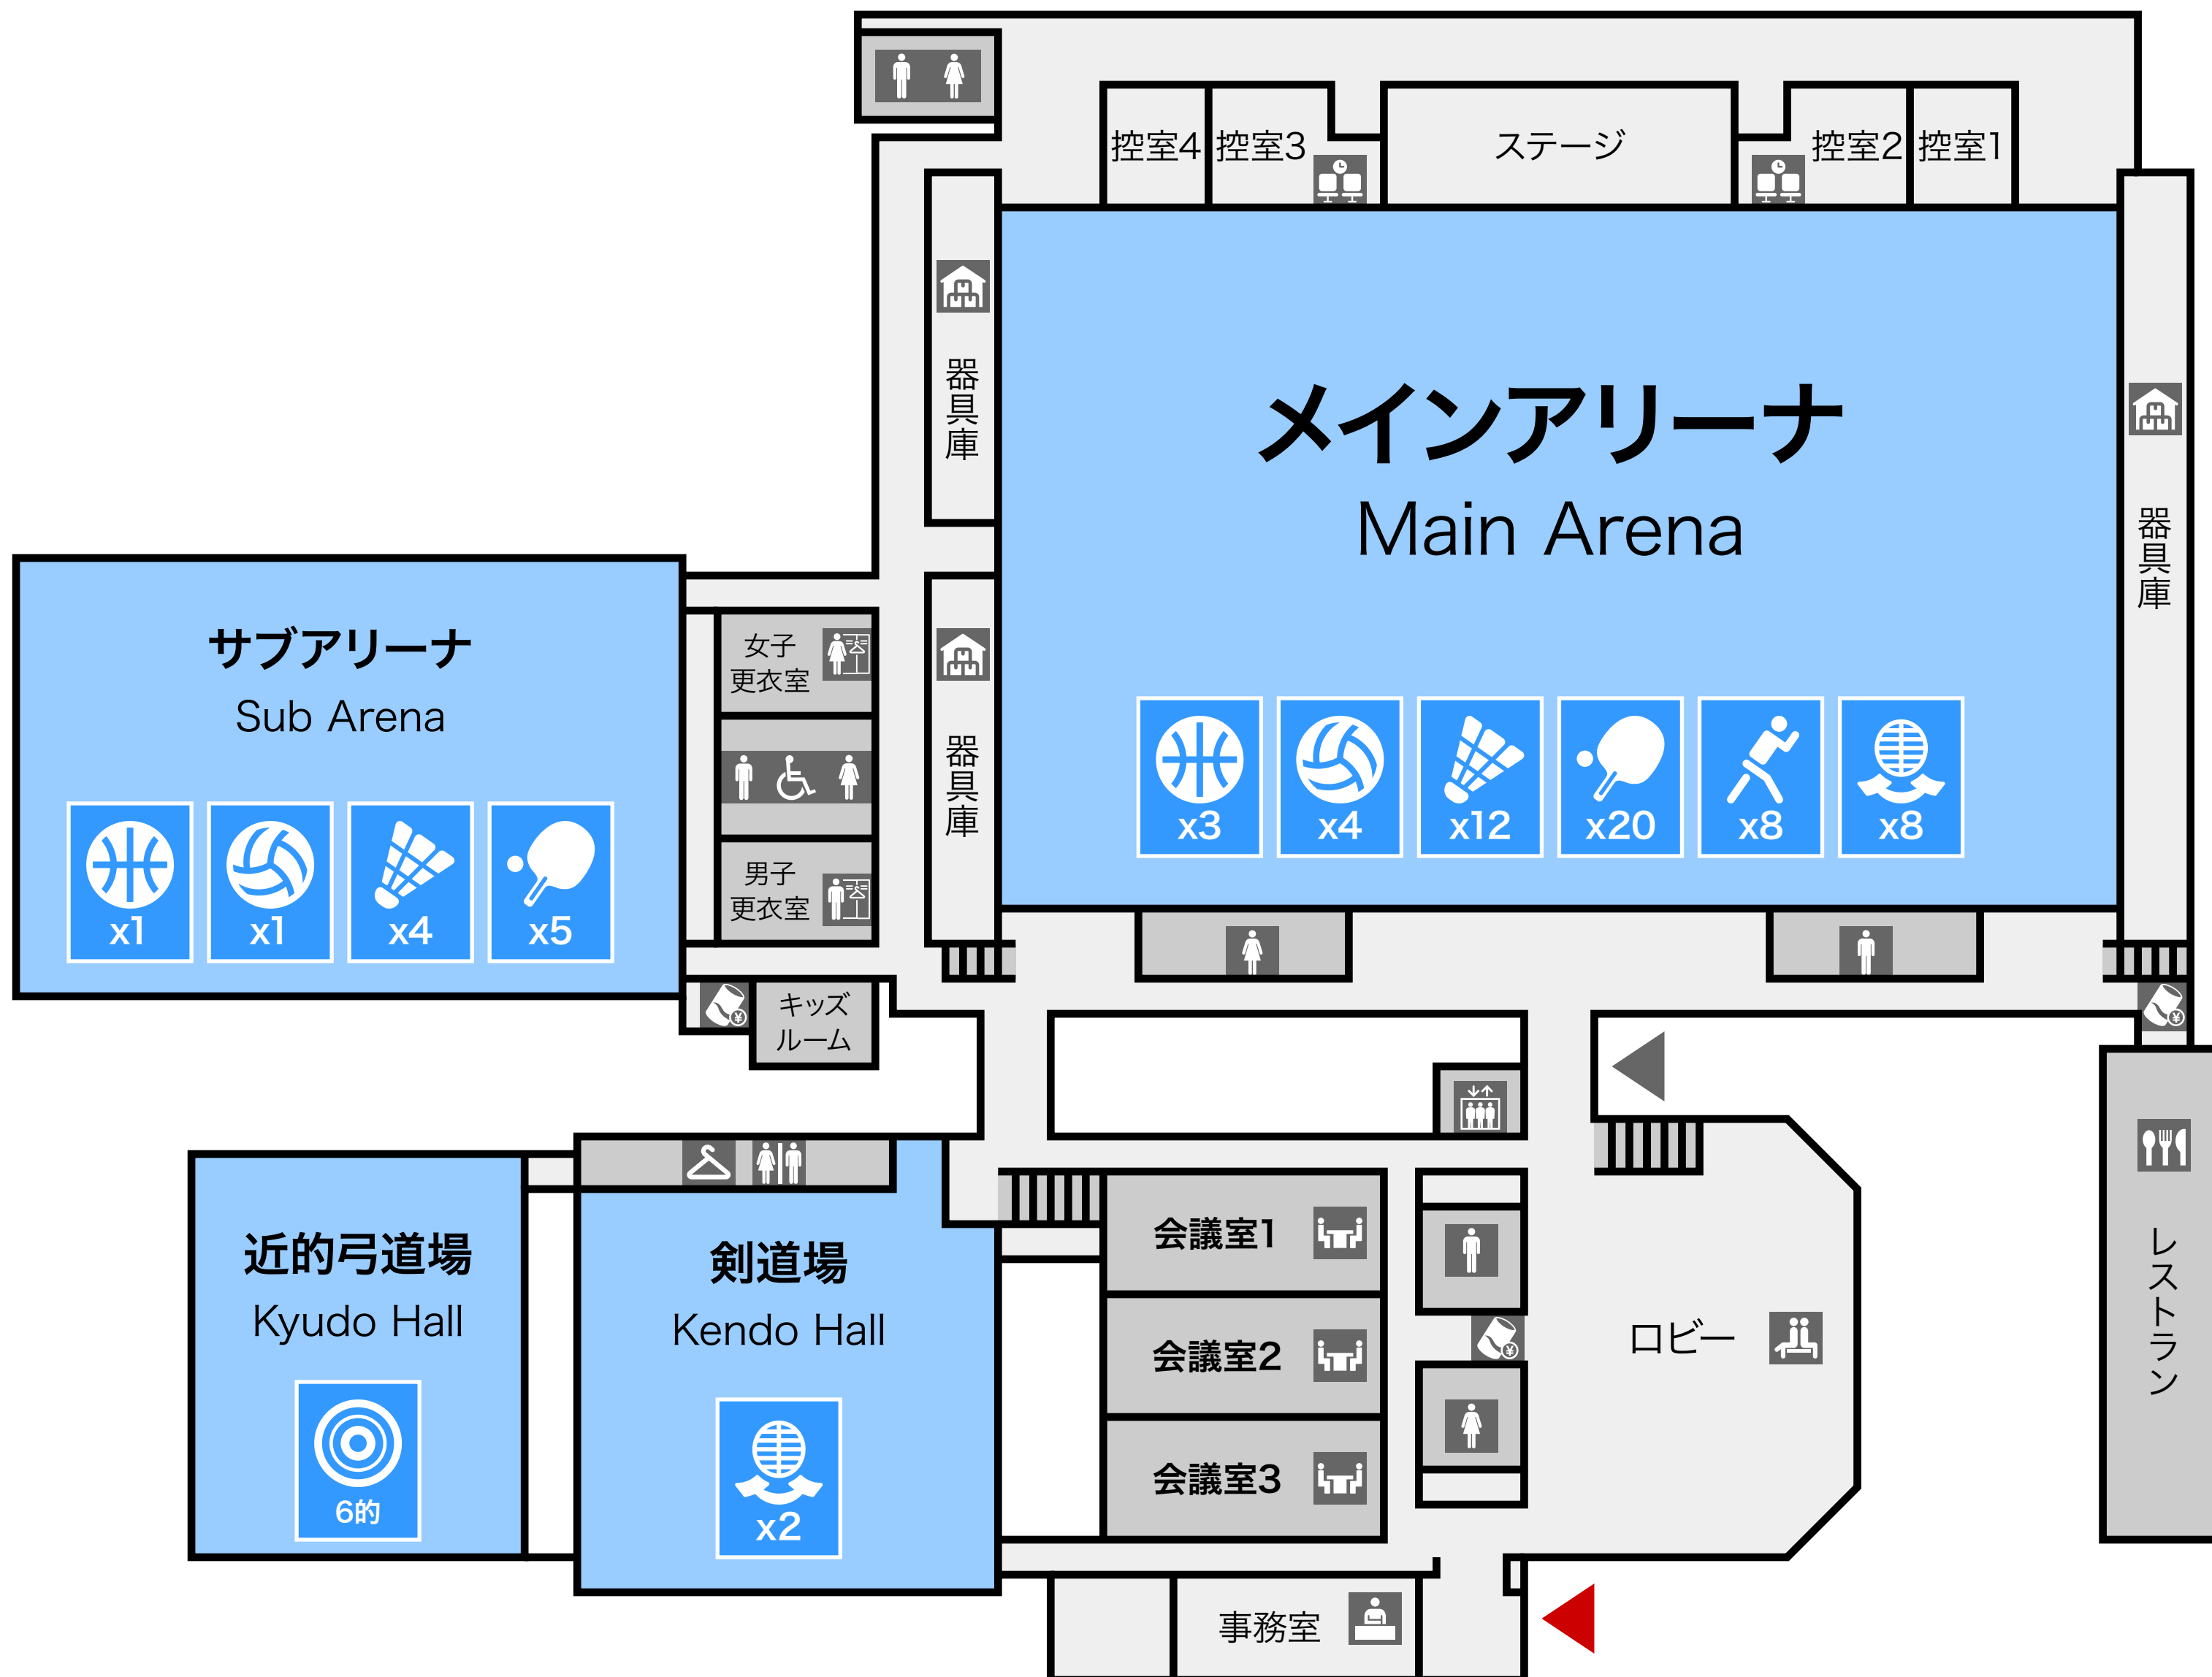 控室4
控室3
ステージ
控室2
控室1
器具庫
メインアリーナ
Main Arena
器具庫
サブアリーナ
Sub Arena
女子
更衣室
器具庫
x3
x4
x12
x20
x8
x8
男子
更衣室
x1
x1
x4
x5
キッズ
ルーム
近的弓道場
Kyudo Hall
6的
剣道場
Kendo Hall
x2
会議室1
会議室2
会議室3
ロビー
レストラン
事務室